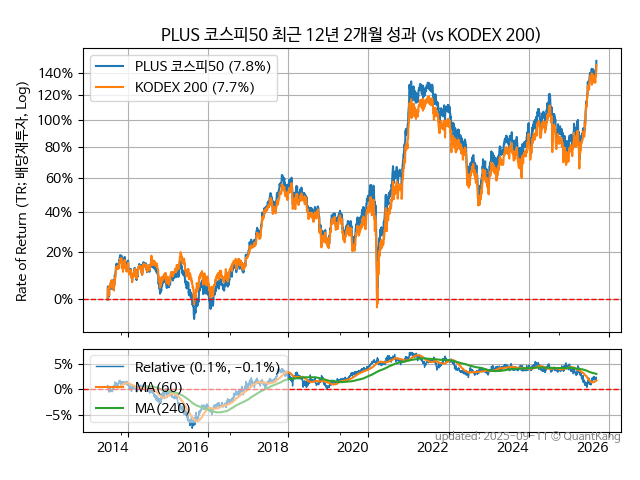 PLUS 코스피50 최근 12년 2개월 성과 (vs KODEX 200)
Rate of Return (TR: 배당재투자, Log)
PLUS 코스피50 (7.8%)
KODEX 200 (7.7%)
140%
120%
100%
80%
60%
40%
20%
0%
Relative (0.1%, −0.1%)
MA(60)
MA(240)
5%
0%
−5%
2014
2016
2018
2020
2022
2024
2026
updated: 2025-09-11 © QuantKang